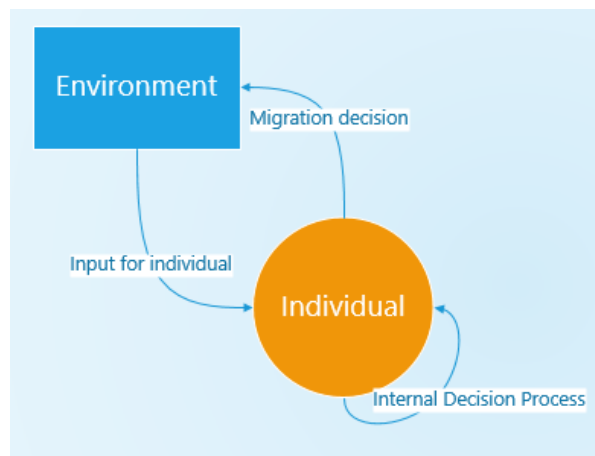 Environment
Migration decision
Input for individual
Individual
Internal Decision Process